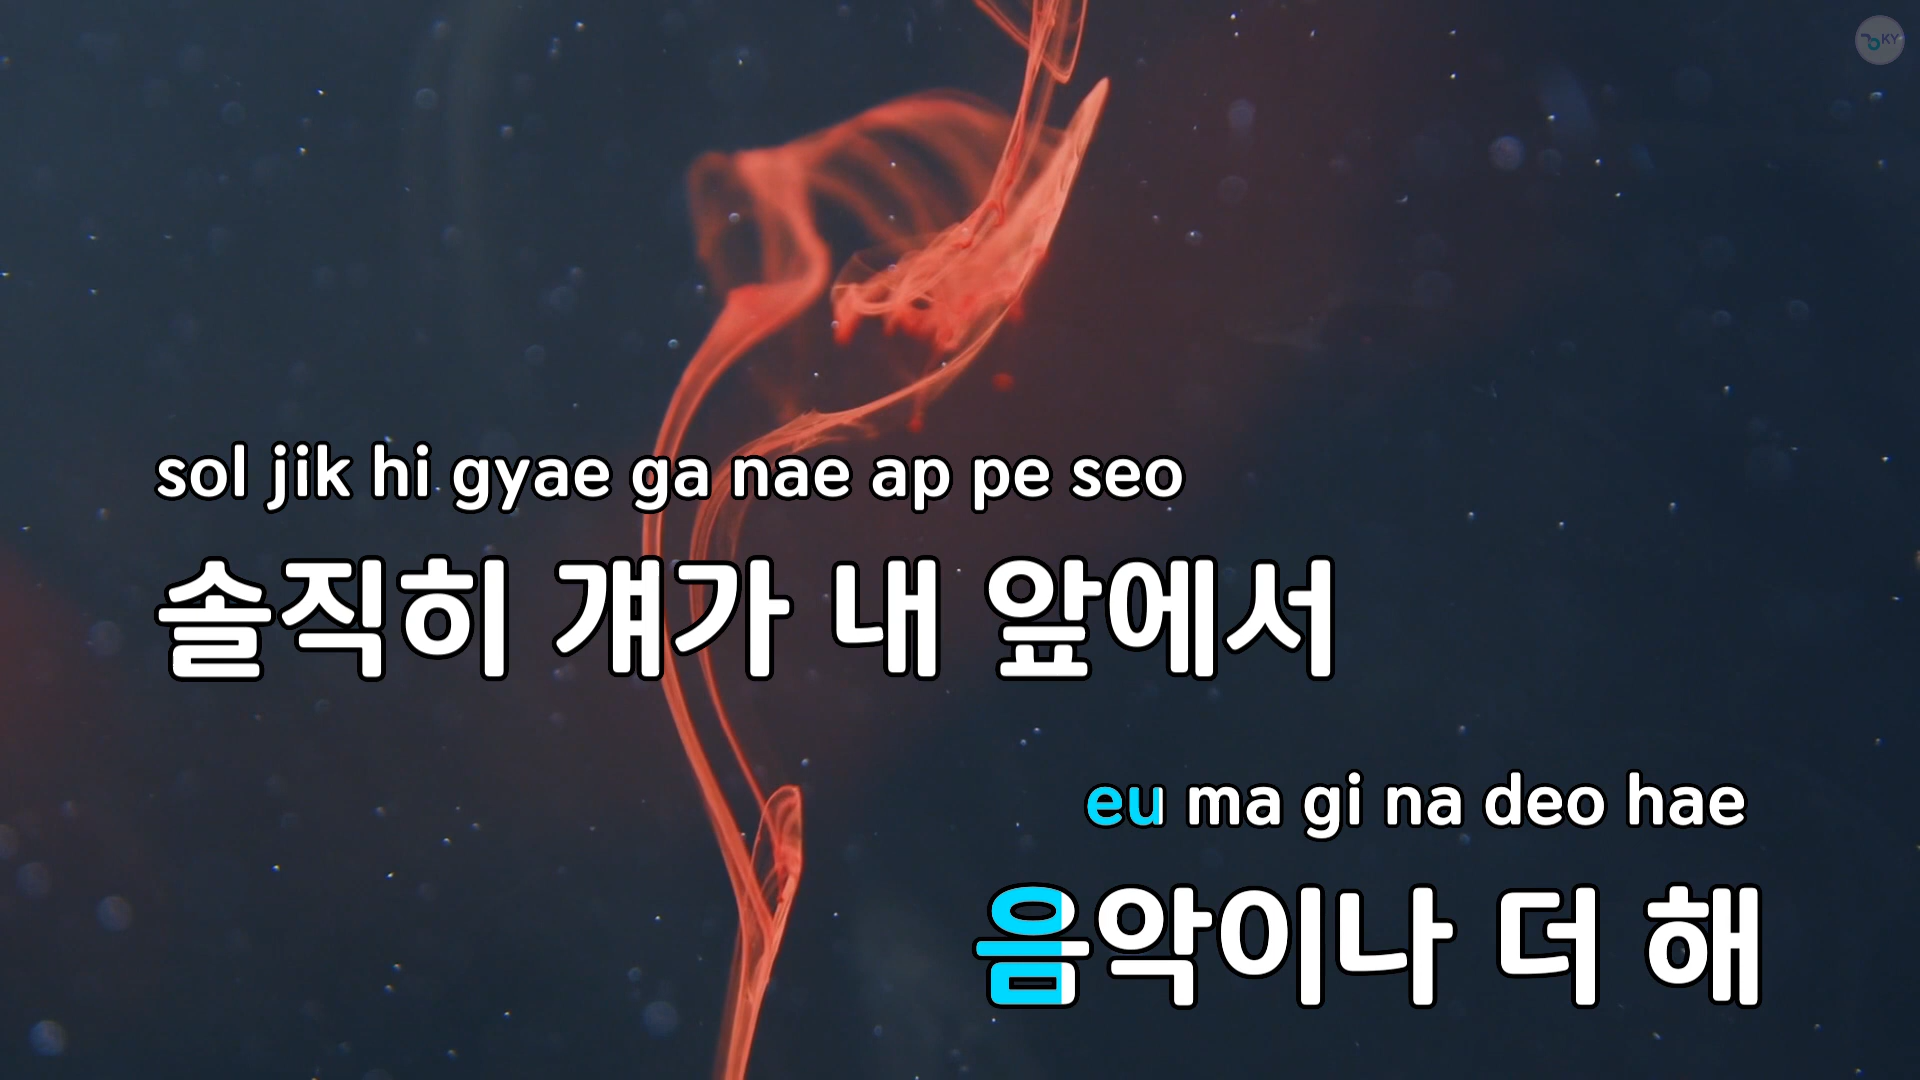 KY
sol jik hi gyae ga nae ap pe seo
솔직히 걔가 내 앞에서
eu ma gi na deo hae
음악이나 더 해